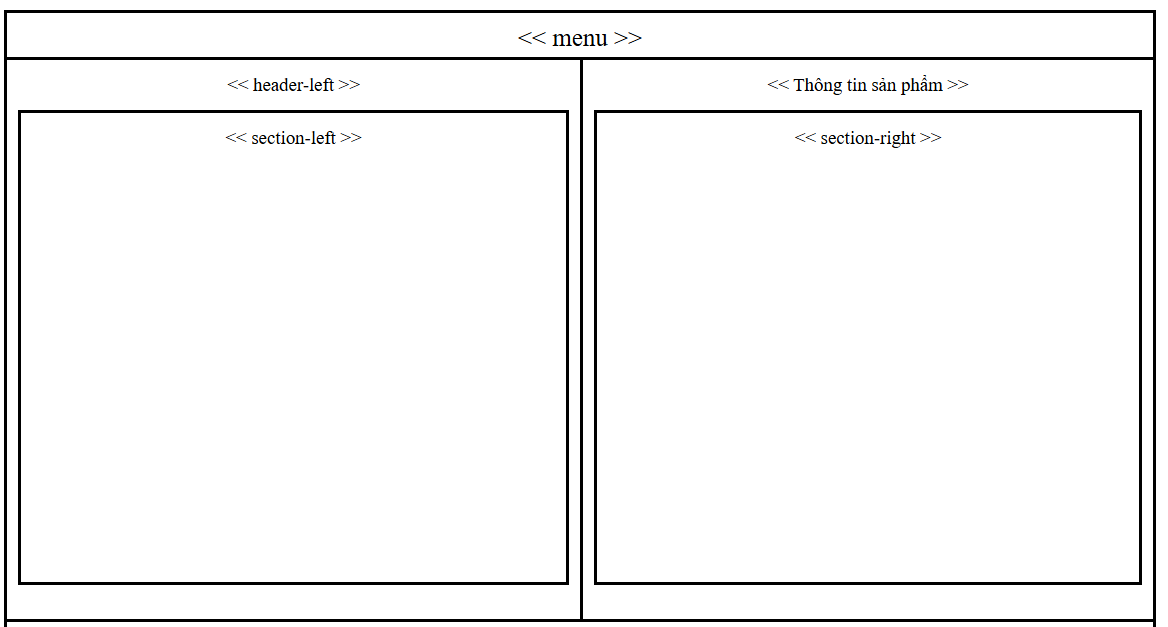 << menu >>
<< header-left >>
<< Thông tin sản phẩm >>
<< section-left >>
<< section-right >>